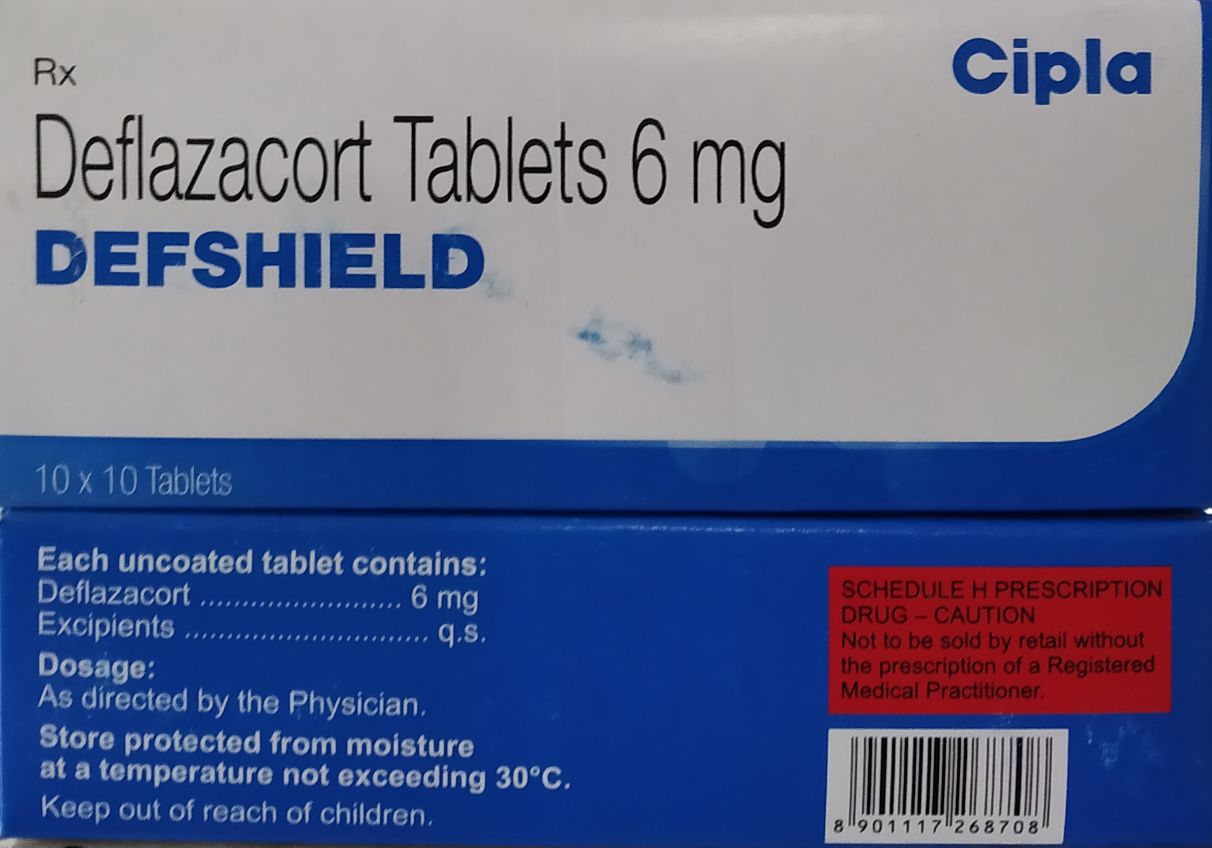 Rx
Cipla
Deflazacort Tablets 6 mg
DEFSHIELD
10 x 10 Tablets
Each uncoated tablet contains:
Deflazacort ........................ 6 mg
Excipients ............................. q.s.
Dosage:
As directed by the Physician.
Store protected from moisture
at a temperature not exceeding 30°C.
Keep out of reach of children.
SCHEDULE H PRESCRIPTION
DRUG – CAUTION
Not to be sold by retail without
the prescription of a Registered
Medical Practitioner.
8 901117 268708